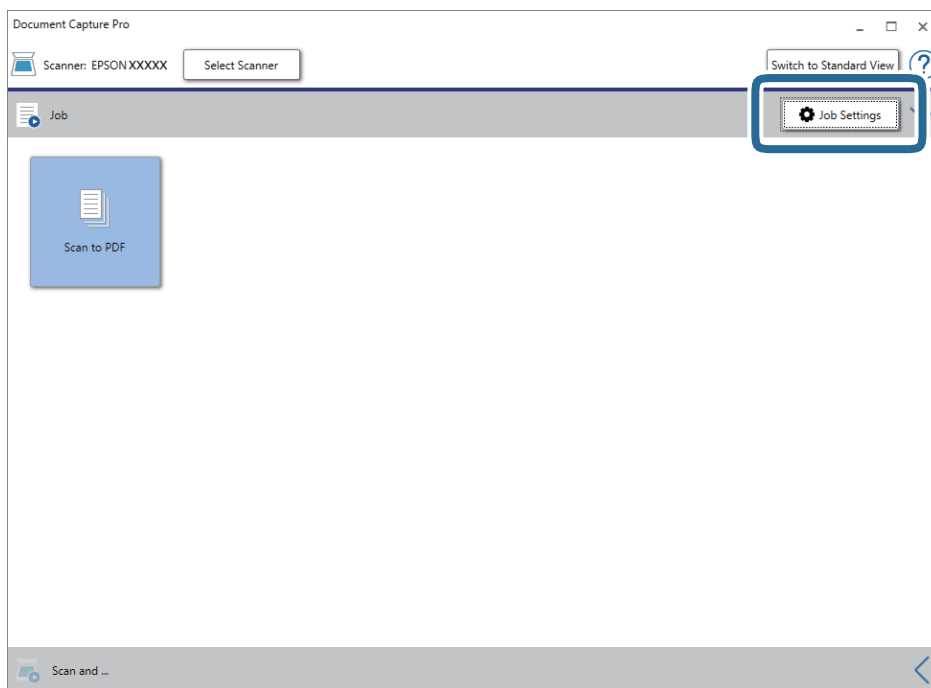 Document Capture Pro
Scanner: EPSON XXXXX
Select Scanner
Switch to Standard View
?
Job
Job Settings
Scan to PDF
Scan and ...